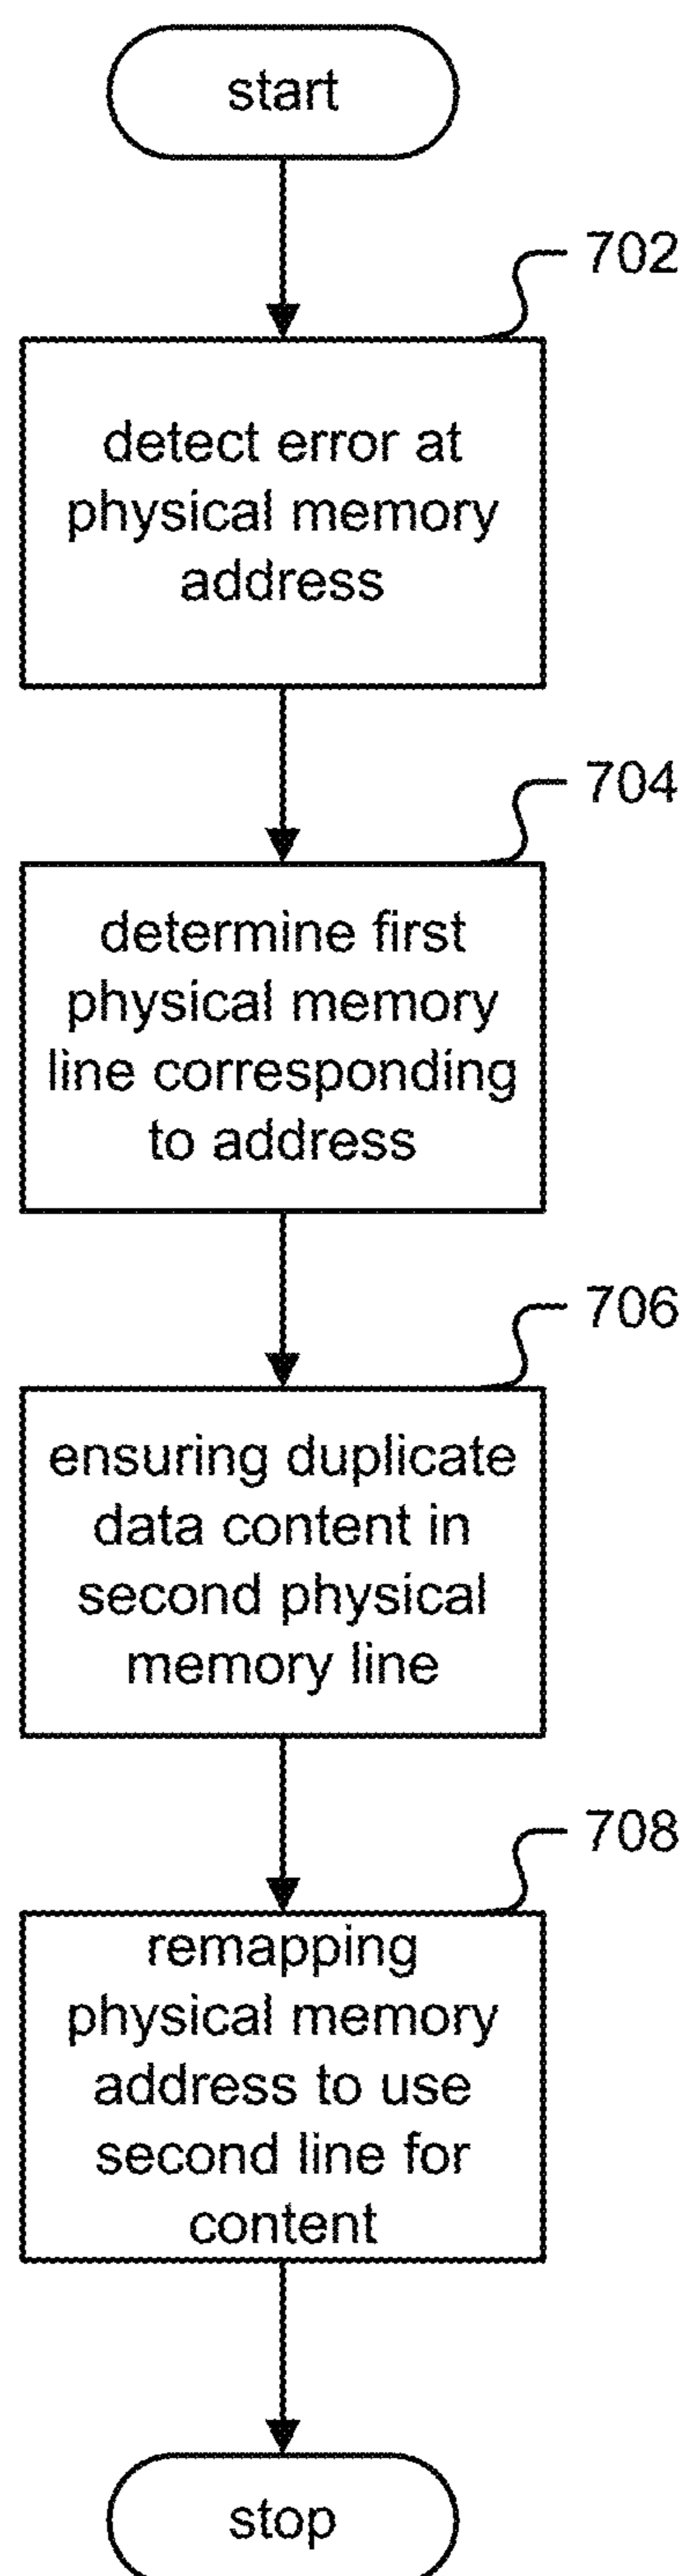 start
702
detect error at
physical memory
address
704
determine first
physical memory
line corresponding
to address
706
ensuring duplicate
data content in
second physical
memory line
708
remapping
physical memory
address to use
second line for
content
stop